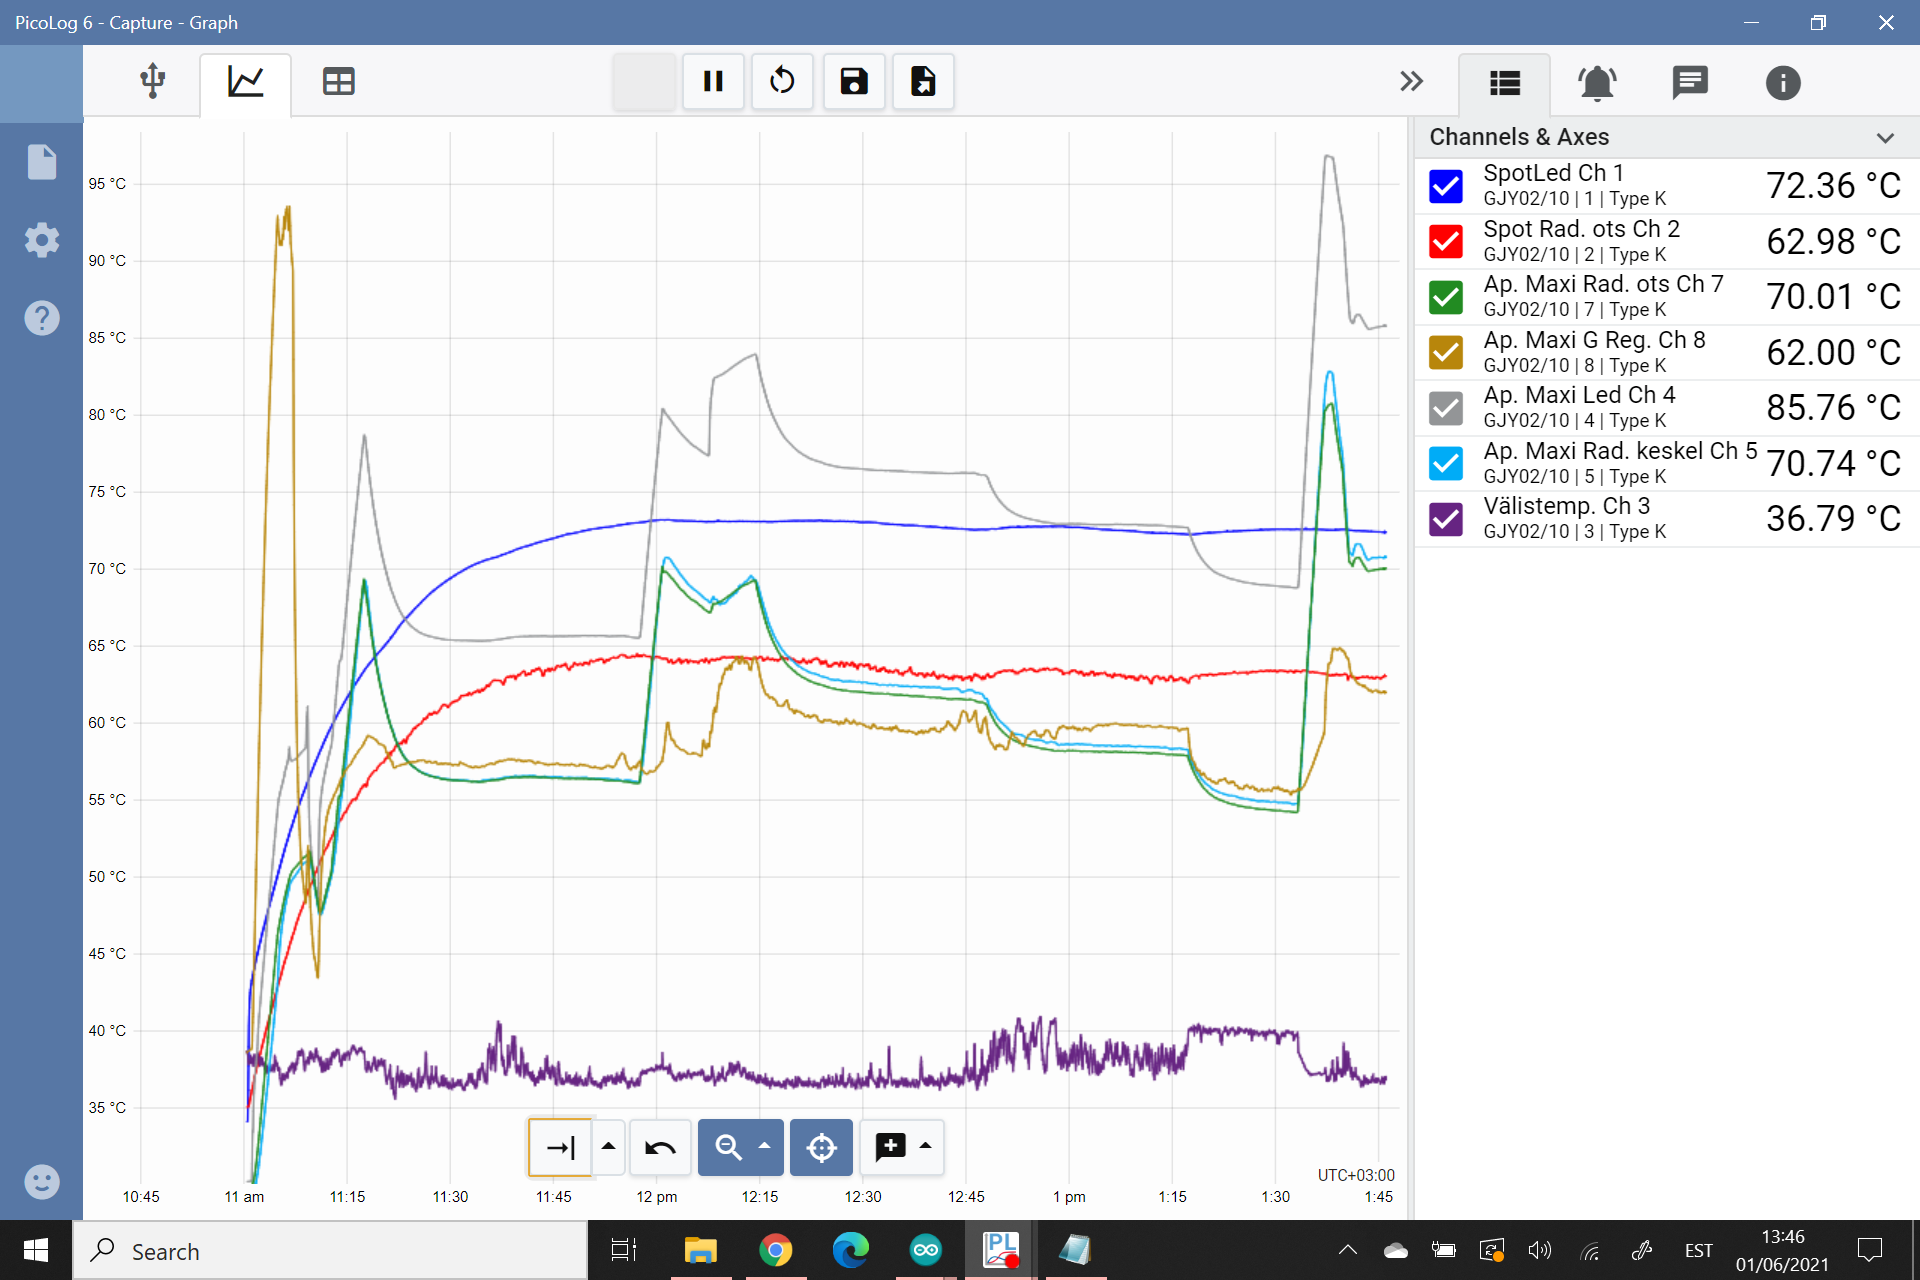 PicoLog 6 - Capture - Graph
Channels & Axes
SpotLed Ch 1
72.36 °C
GJY02/10 | 1 | Type K
Spot Rad. ots Ch 2
62.98 °C
GJY02/10 | 2 | Type K
Ap. Maxi Rad. ots Ch 7
70.01 °C
GJY02/10 | 7 | Type K
Ap. Maxi G Reg. Ch 8
62.00 °C
GJY02/10 | 8 | Type K
Ap. Maxi Led Ch 4
85.76 °C
GJY02/10 | 4 | Type K
Ap. Maxi Rad. keskel Ch 5
70.74 °C
GJY02/10 | 5 | Type K
Välistemp. Ch 3
36.79 °C
GJY02/10 | 3 | Type K
95 °C
90 °C
85 °C
80 °C
75 °C
70 °C
65 °C
60 °C
55 °C
50 °C
45 °C
40 °C
35 °C
UTC+03:00
10:45 11 am 11:15 11:30 11:45 12 pm 12:15 12:30 12:45 1 pm 1:15 1:30 1:45
Search
PL
EST
13:46
01/06/2021